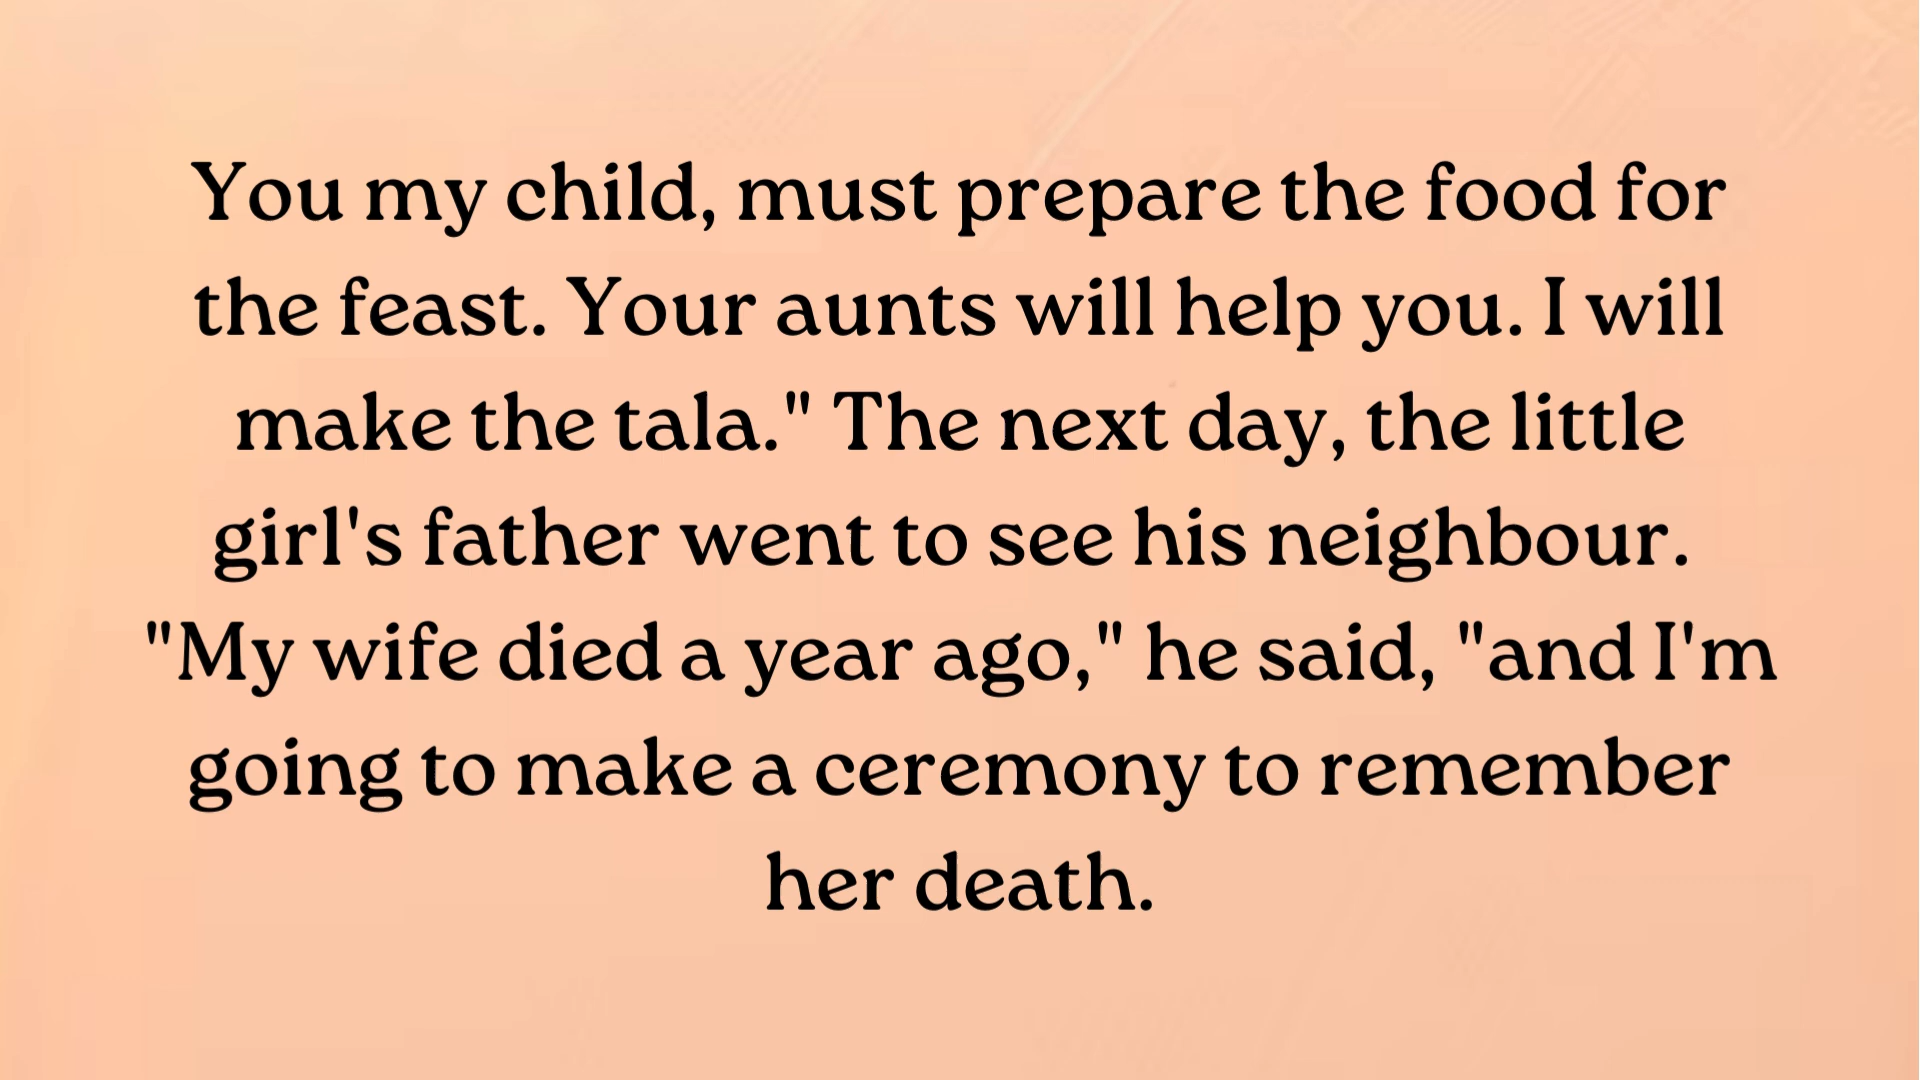 You my child, must prepare the food for
the feast. Your aunts will help you. I will
make the tala." The next day, the little
girl's father went to see his neighbour.
"My wife died a year ago," he said, "and I'm
going to make a ceremony to remember
her death.